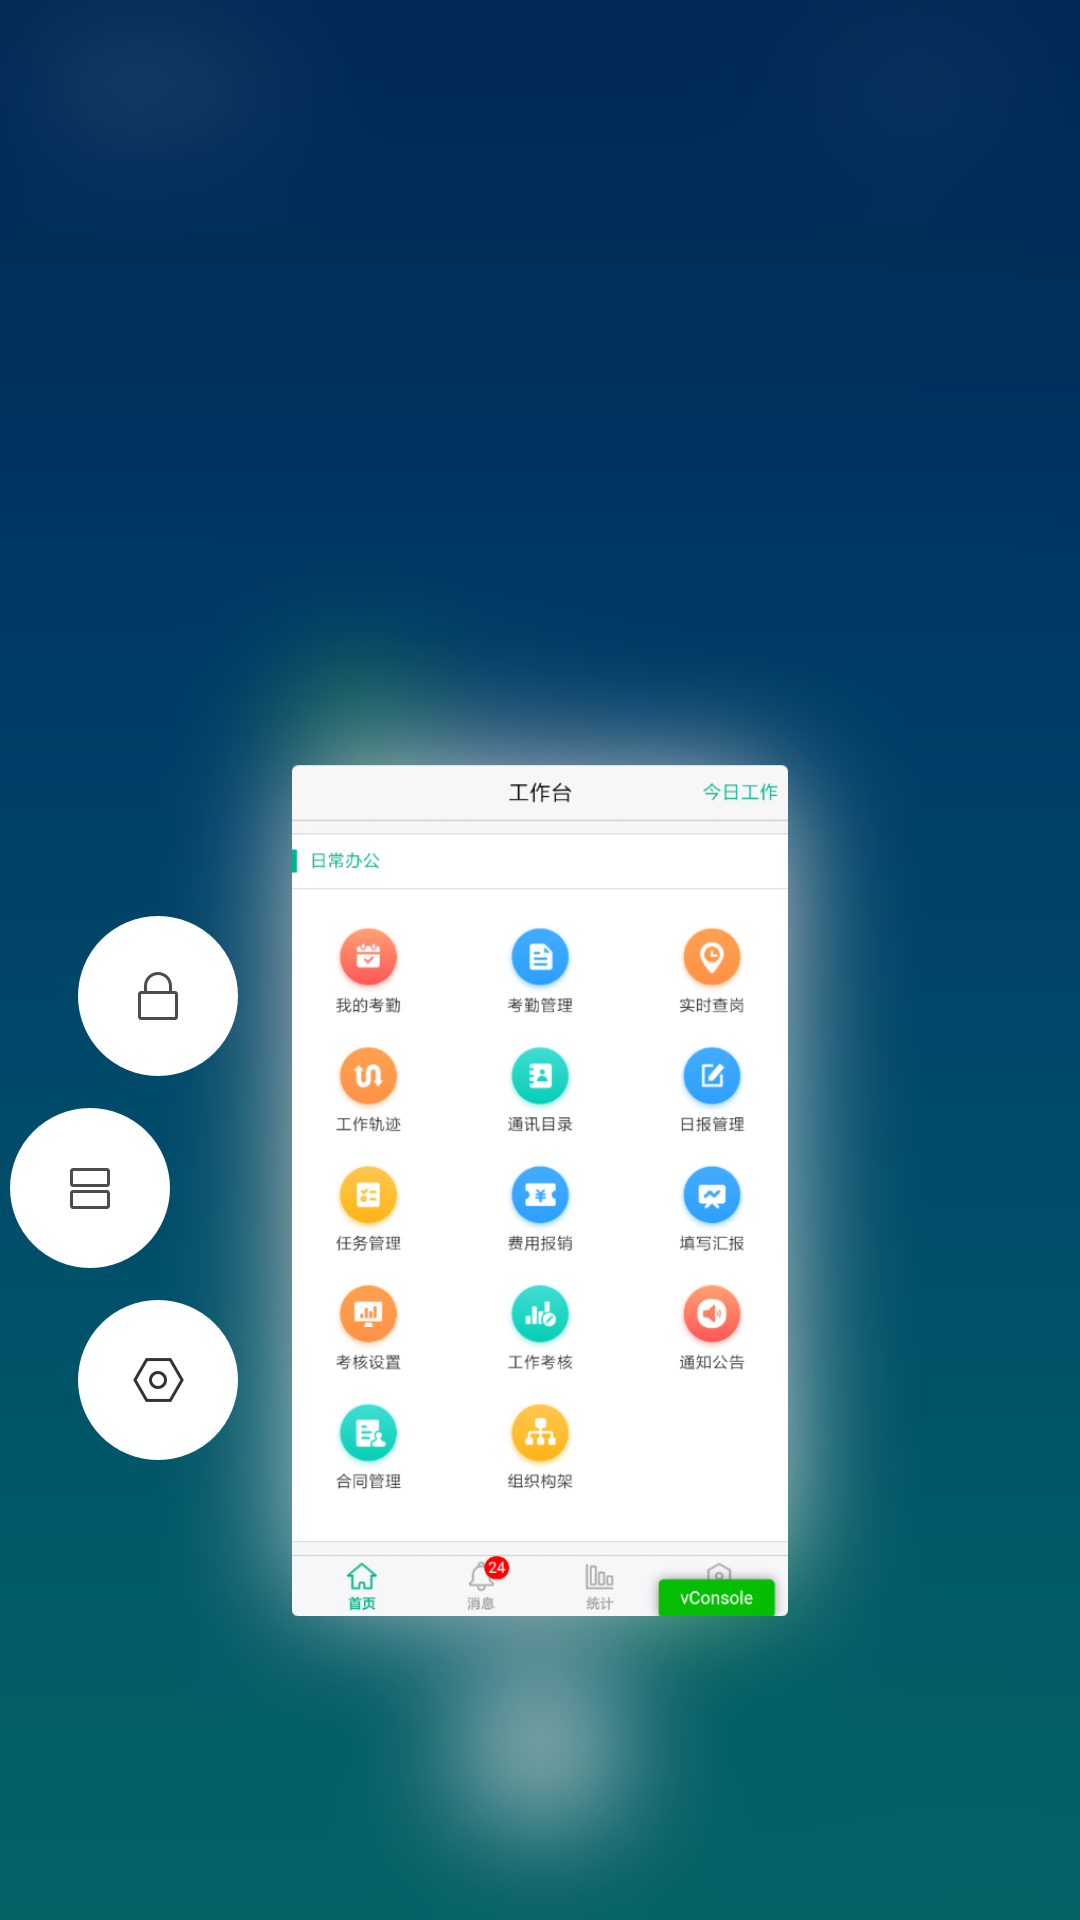 工作台 今日工作
日常办公
我的考勤 考勤管理 实时查岗
工作轨迹 通讯目录 日报管理
任务管理 费用报销 填写汇报
考核设置 工作考核 通知公告
合同管理 组织构架
24
首页 消息 统计 vConsole